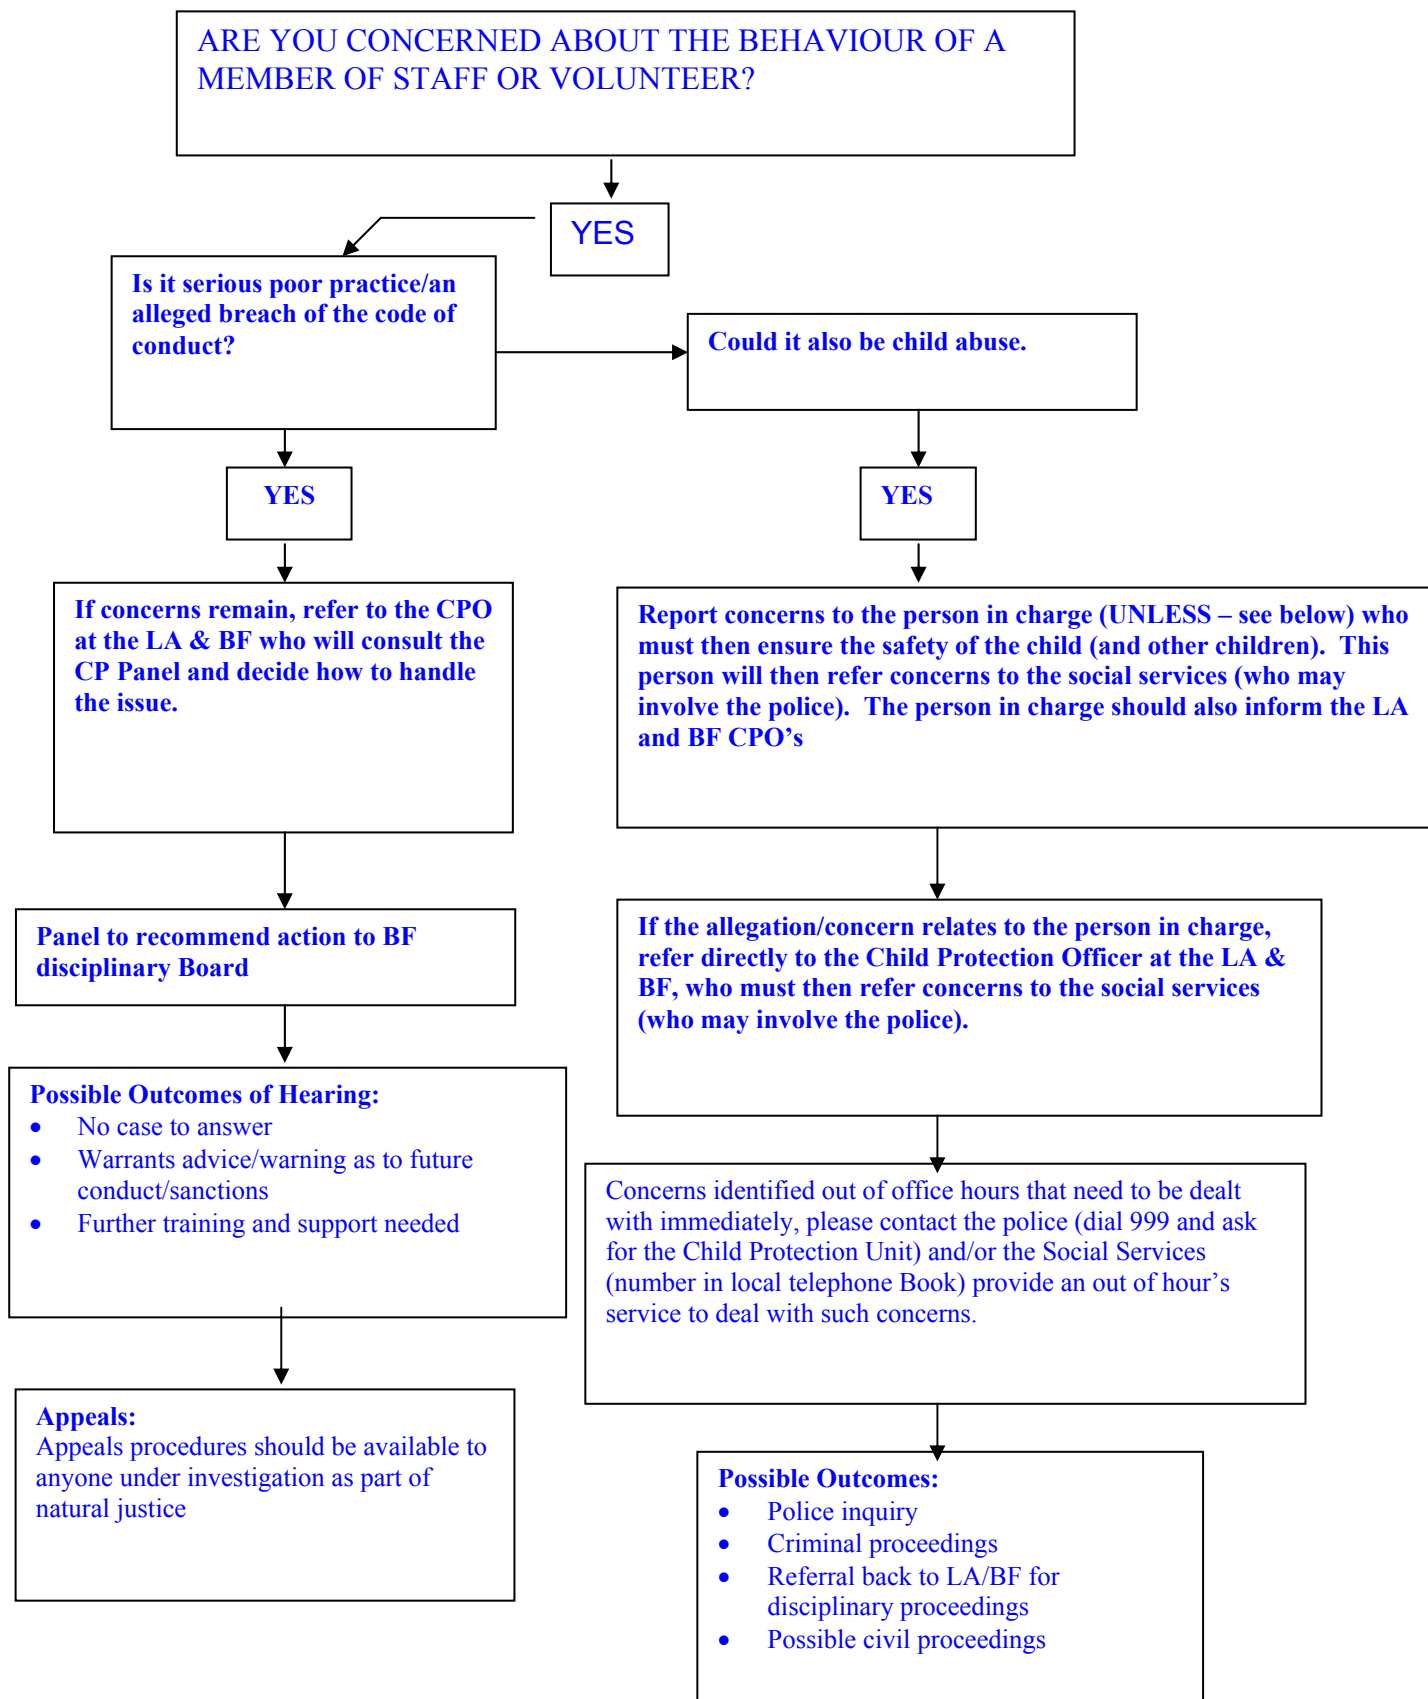 ARE YOU CONCERNED ABOUT THE BEHAVIOUR OF A
MEMBER OF STAFF OR VOLUNTEER?
YES
Is it serious poor practice/an
alleged breach of the code of
conduct?
Could it also be child abuse.
YES
YES
If concerns remain, refer to the CPO
at the LA & BF who will consult the
CP Panel and decide how to handle
the issue.
Report concerns to the person in charge (UNLESS – see below) who
must then ensure the safety of the child (and other children).  This
person will then refer concerns to the social services (who may
involve the police).  The person in charge should also inform the LA
and BF CPO’s
Panel to recommend action to BF
disciplinary Board
If the allegation/concern relates to the person in charge,
refer directly to the Child Protection Officer at the LA &
BF, who must then refer concerns to the social services
(who may involve the police).
Possible Outcomes of Hearing:
• No case to answer
• Warrants advice/warning as to future
conduct/sanctions
• Further training and support needed
Concerns identified out of office hours that need to be dealt
with immediately, please contact the police (dial 999 and ask
for the Child Protection Unit) and/or the Social Services
(number in local telephone Book) provide an out of hour’s
service to deal with such concerns.
Appeals:
Appeals procedures should be available to
anyone under investigation as part of
natural justice
Possible Outcomes:
• Police inquiry
• Criminal proceedings
• Referral back to LA/BF for
disciplinary proceedings
• Possible civil proceedings